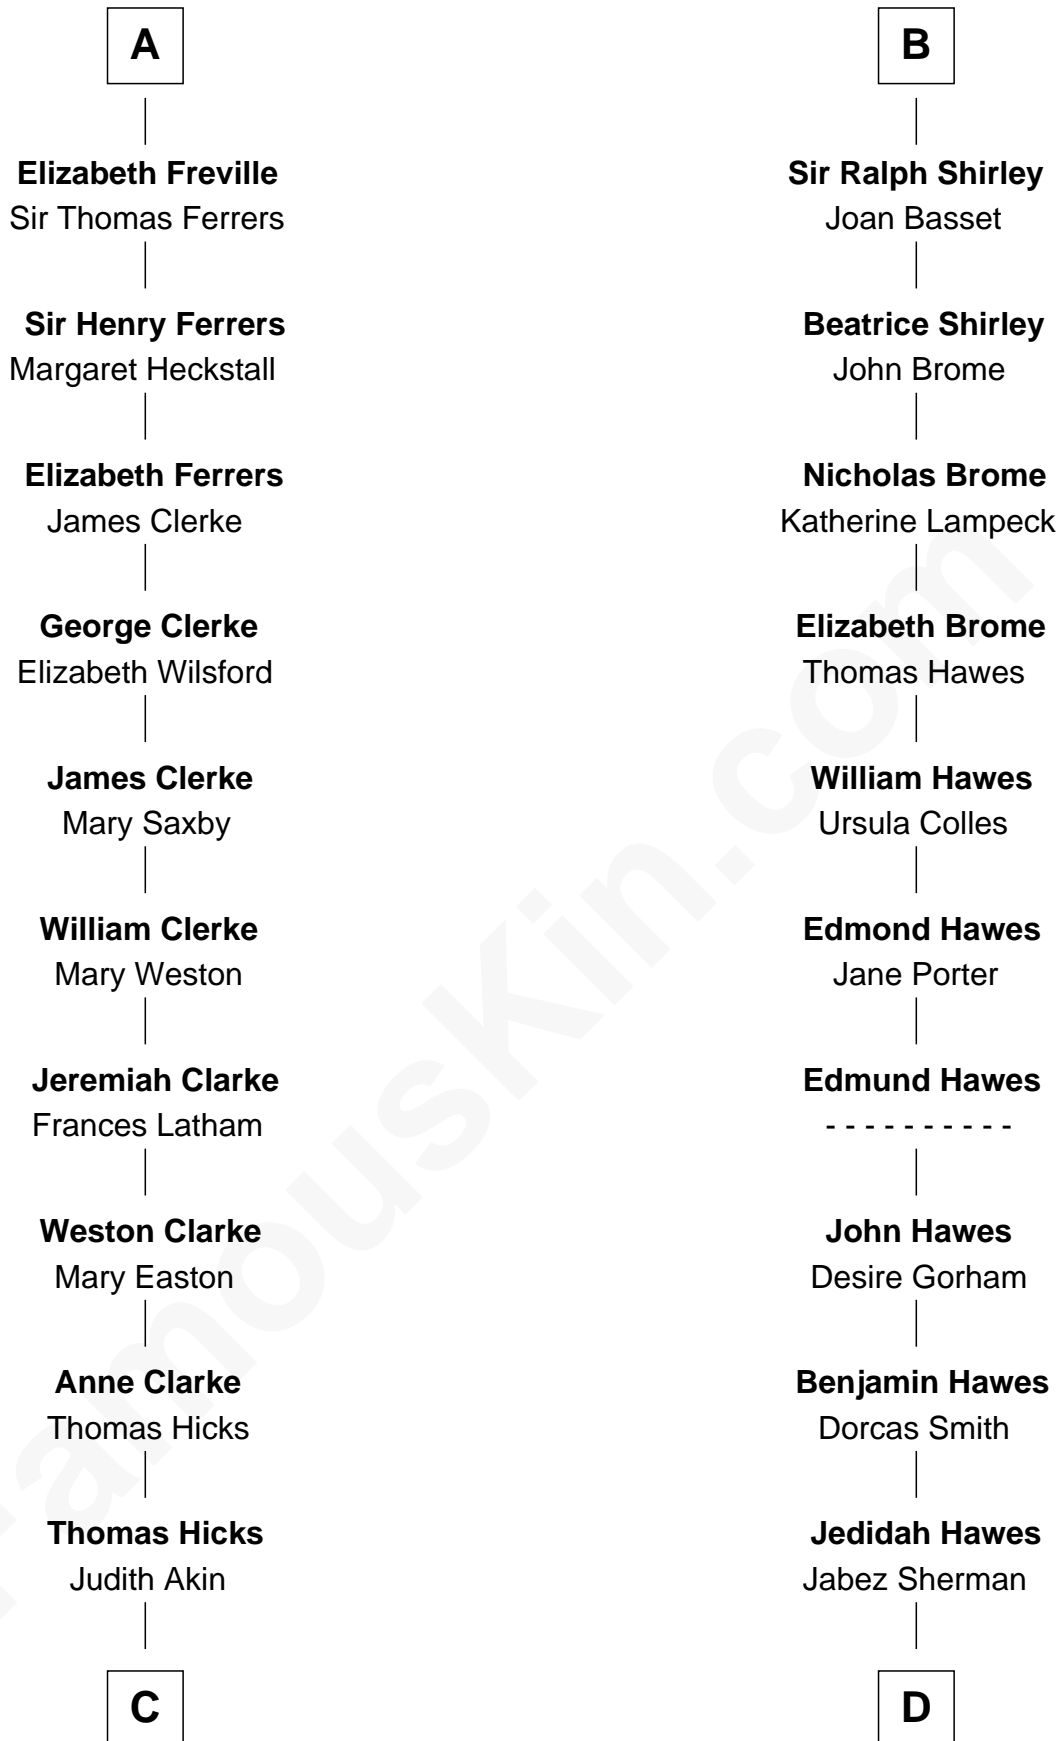 A
Elizabeth Freville
Sir Thomas Ferrers
Sir Henry Ferrers
Margaret Heckstall
Elizabeth Ferrers
James Clerke
George Clerke
Elizabeth Wilsford
James Clerke
Mary Saxby
William Clerke
Mary Weston
Jeremiah Clarke
Frances Latham
Weston Clarke
Mary Easton
Anne Clarke
Thomas Hicks
Thomas Hicks
Judith Akin
C
B
Sir Ralph Shirley
Joan Basset
Beatrice Shirley
John Brome
Nicholas Brome
Katherine Lampeck
Elizabeth Brome
Thomas Hawes
William Hawes
Ursula Colles
Edmond Hawes
Jane Porter
Edmund Hawes
- - - - - - - - - -
John Hawes
Desire Gorham
Benjamin Hawes
Dorcas Smith
Jedidah Hawes
Jabez Sherman
D
FamousKin.com